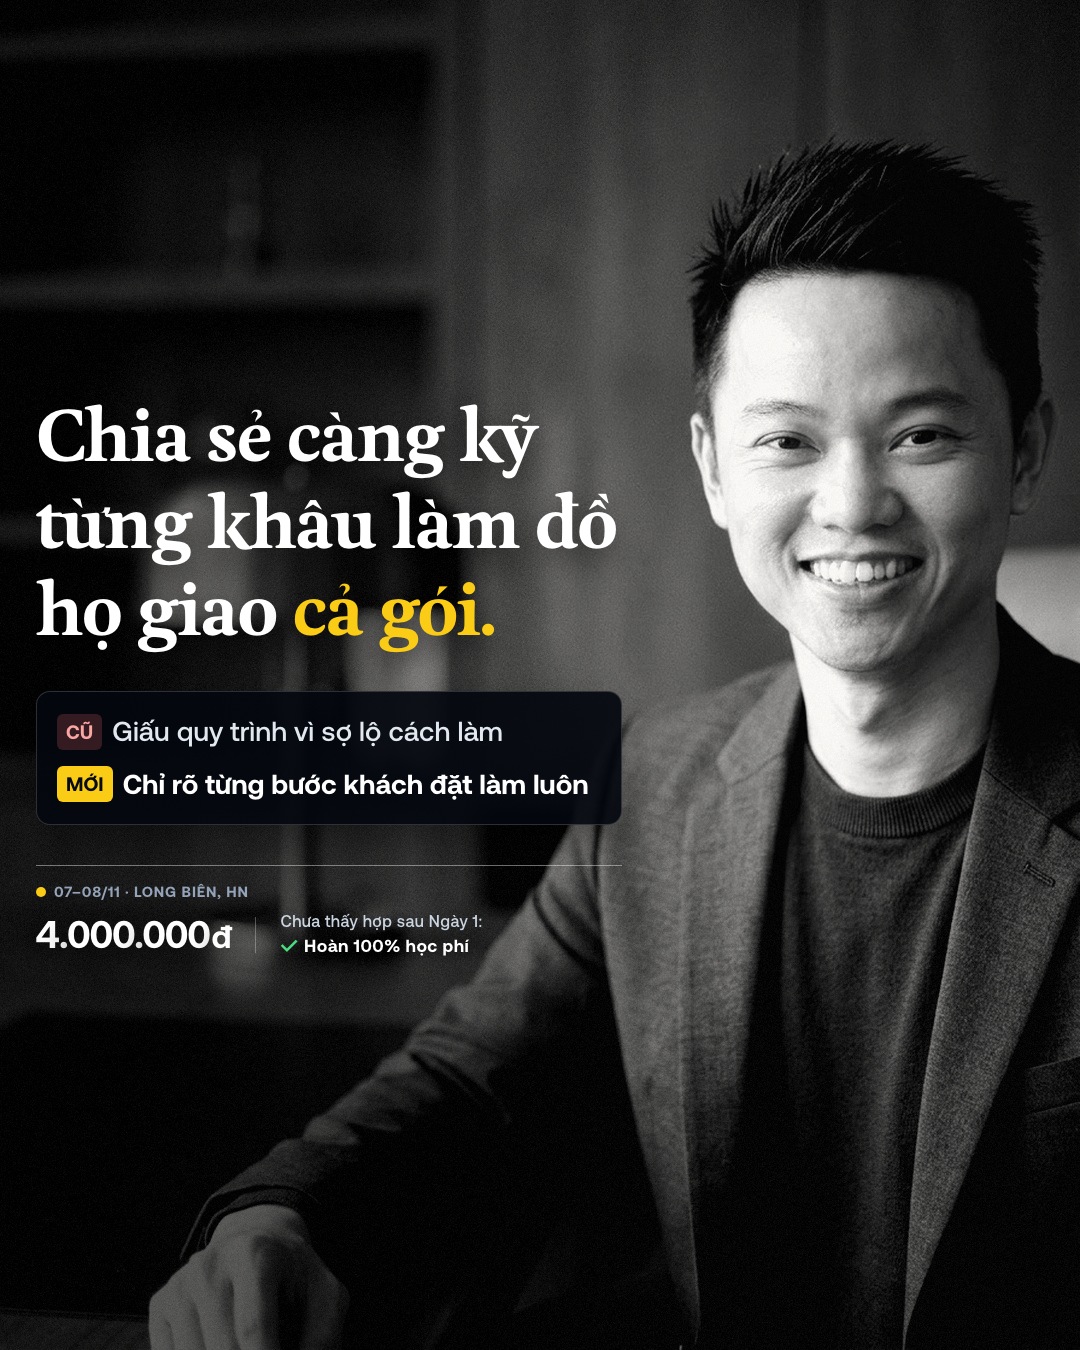 Chia sẻ càng kỹ
từng khâu làm đồ
họ giao cả gói.
CŨ Giấu quy trình vì sợ lộ cách làm
MỚI Chỉ rõ từng bước khách đặt làm luôn
07–08/11 · LONG BIÊN, HN
4.000.000đ
Chưa thấy hợp sau Ngày 1:
Hoàn 100% học phí